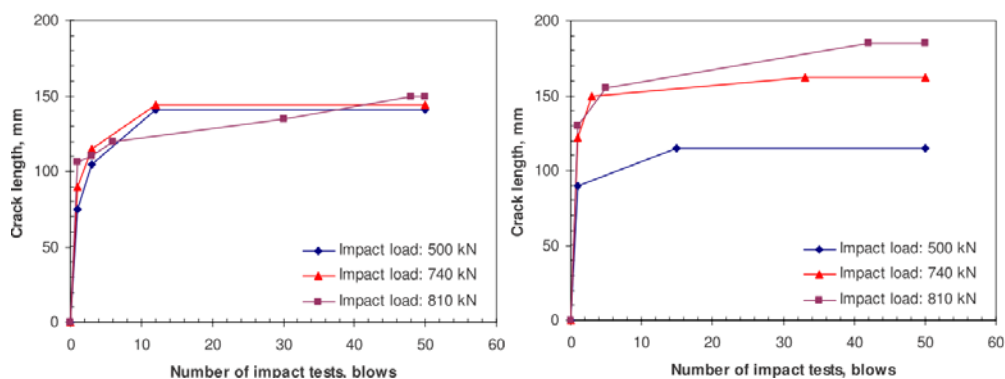 200
150
100
50
0
Crack length, mm
Impact load: 500 kN
Impact load: 740 kN
Impact load: 810 kN
0 10 20 30 40 50 60
Number of impact tests, blows
200
150
100
50
0
Crack length, mm
Impact load: 500 kN
Impact load: 740 kN
Impact load: 810 kN
0 10 20 30 40 50 60
Number of impact tests, blows